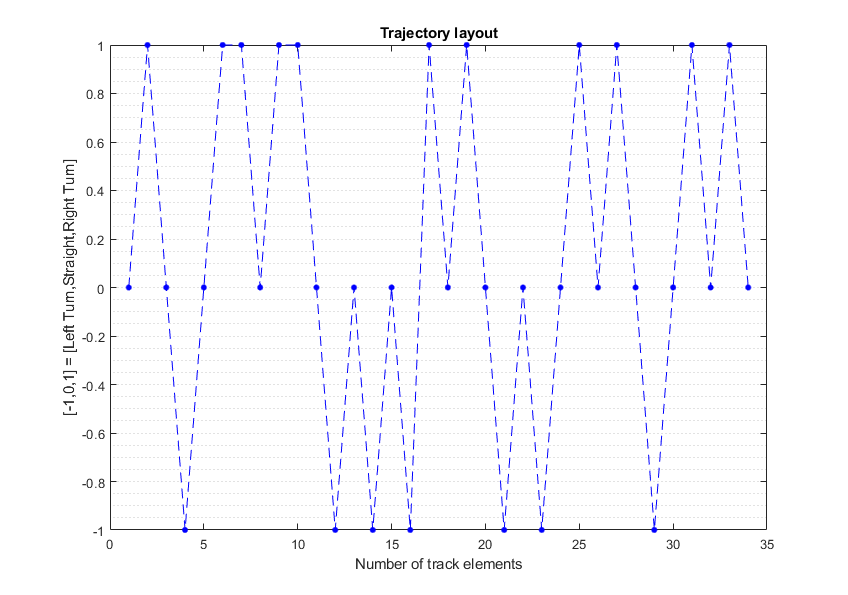 Trajectory layout
[-1,0,1] = [Left Turn,Straight,Right Turn]
1
0.8
0.6
0.4
0.2
0
-0.2
-0.4
-0.6
-0.8
-1
0 5 10 15 20 25 30 35
Number of track elements